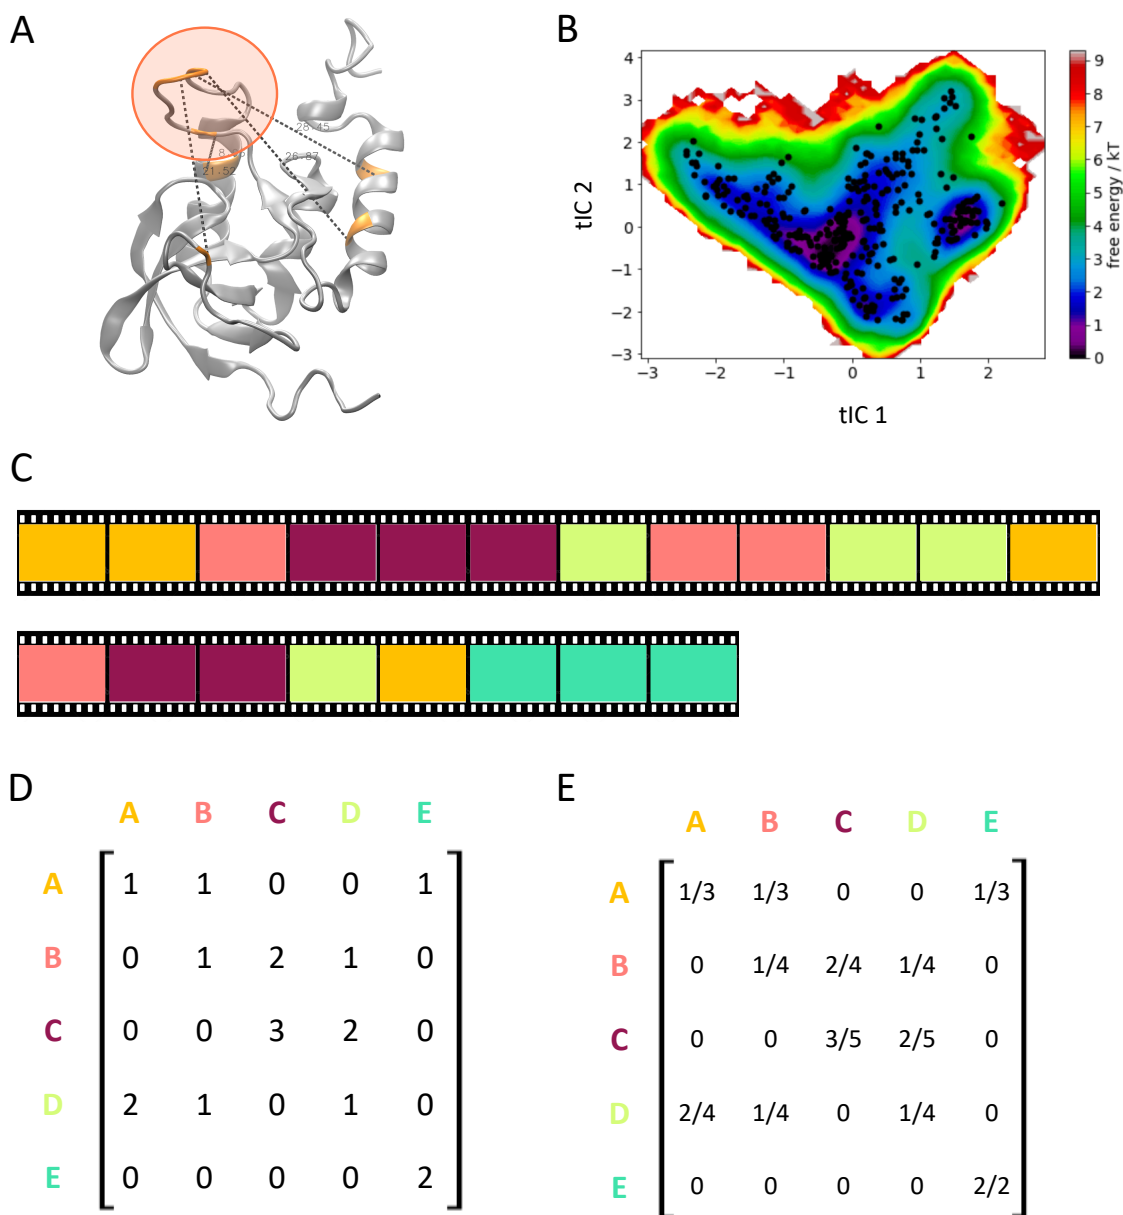 A
28.45
26.87
21.52
B
tIC 2
4
3
2
1
0
−1
−2
−3
−3 −2 −1 0 1 2
tIC 1
9
8
7
6
5
4
3
2
1
0
free energy / kT
C
D
A B C D E
A 1 1 0 0 1
B 0 1 2 1 0
C 0 0 3 2 0
D 2 1 0 1 0
E 0 0 0 0 2
E
A B C D E
A 1/3 1/3 0 0 1/3
B 0 1/4 2/4 1/4 0
C 0 0 3/5 2/5 0
D 2/4 1/4 0 1/4 0
E 0 0 0 0 2/2